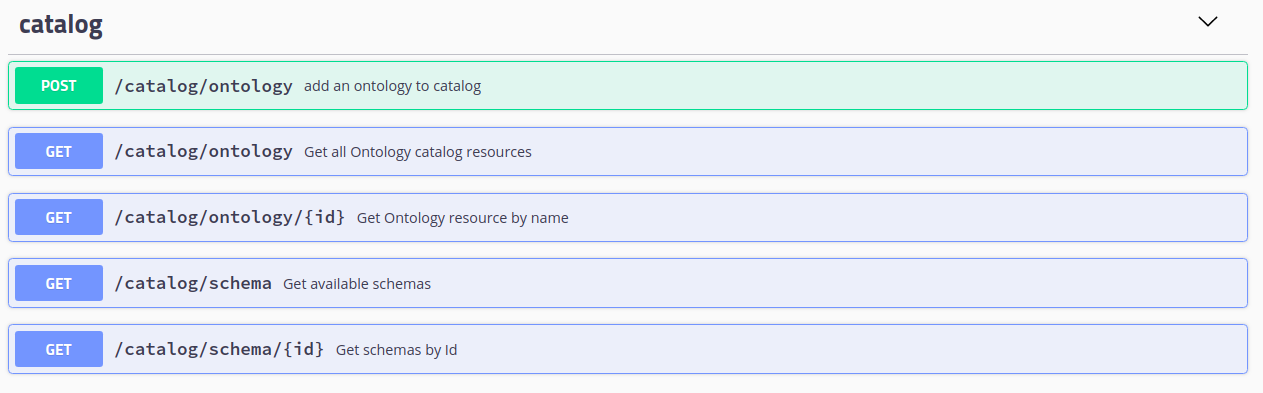 catalog
POST /catalog/ontology add an ontology to catalog
GET /catalog/ontology Get all Ontology catalog resources
GET /catalog/ontology/{id} Get Ontology resource by name
GET /catalog/schema Get available schemas
GET /catalog/schema/{id} Get schemas by Id